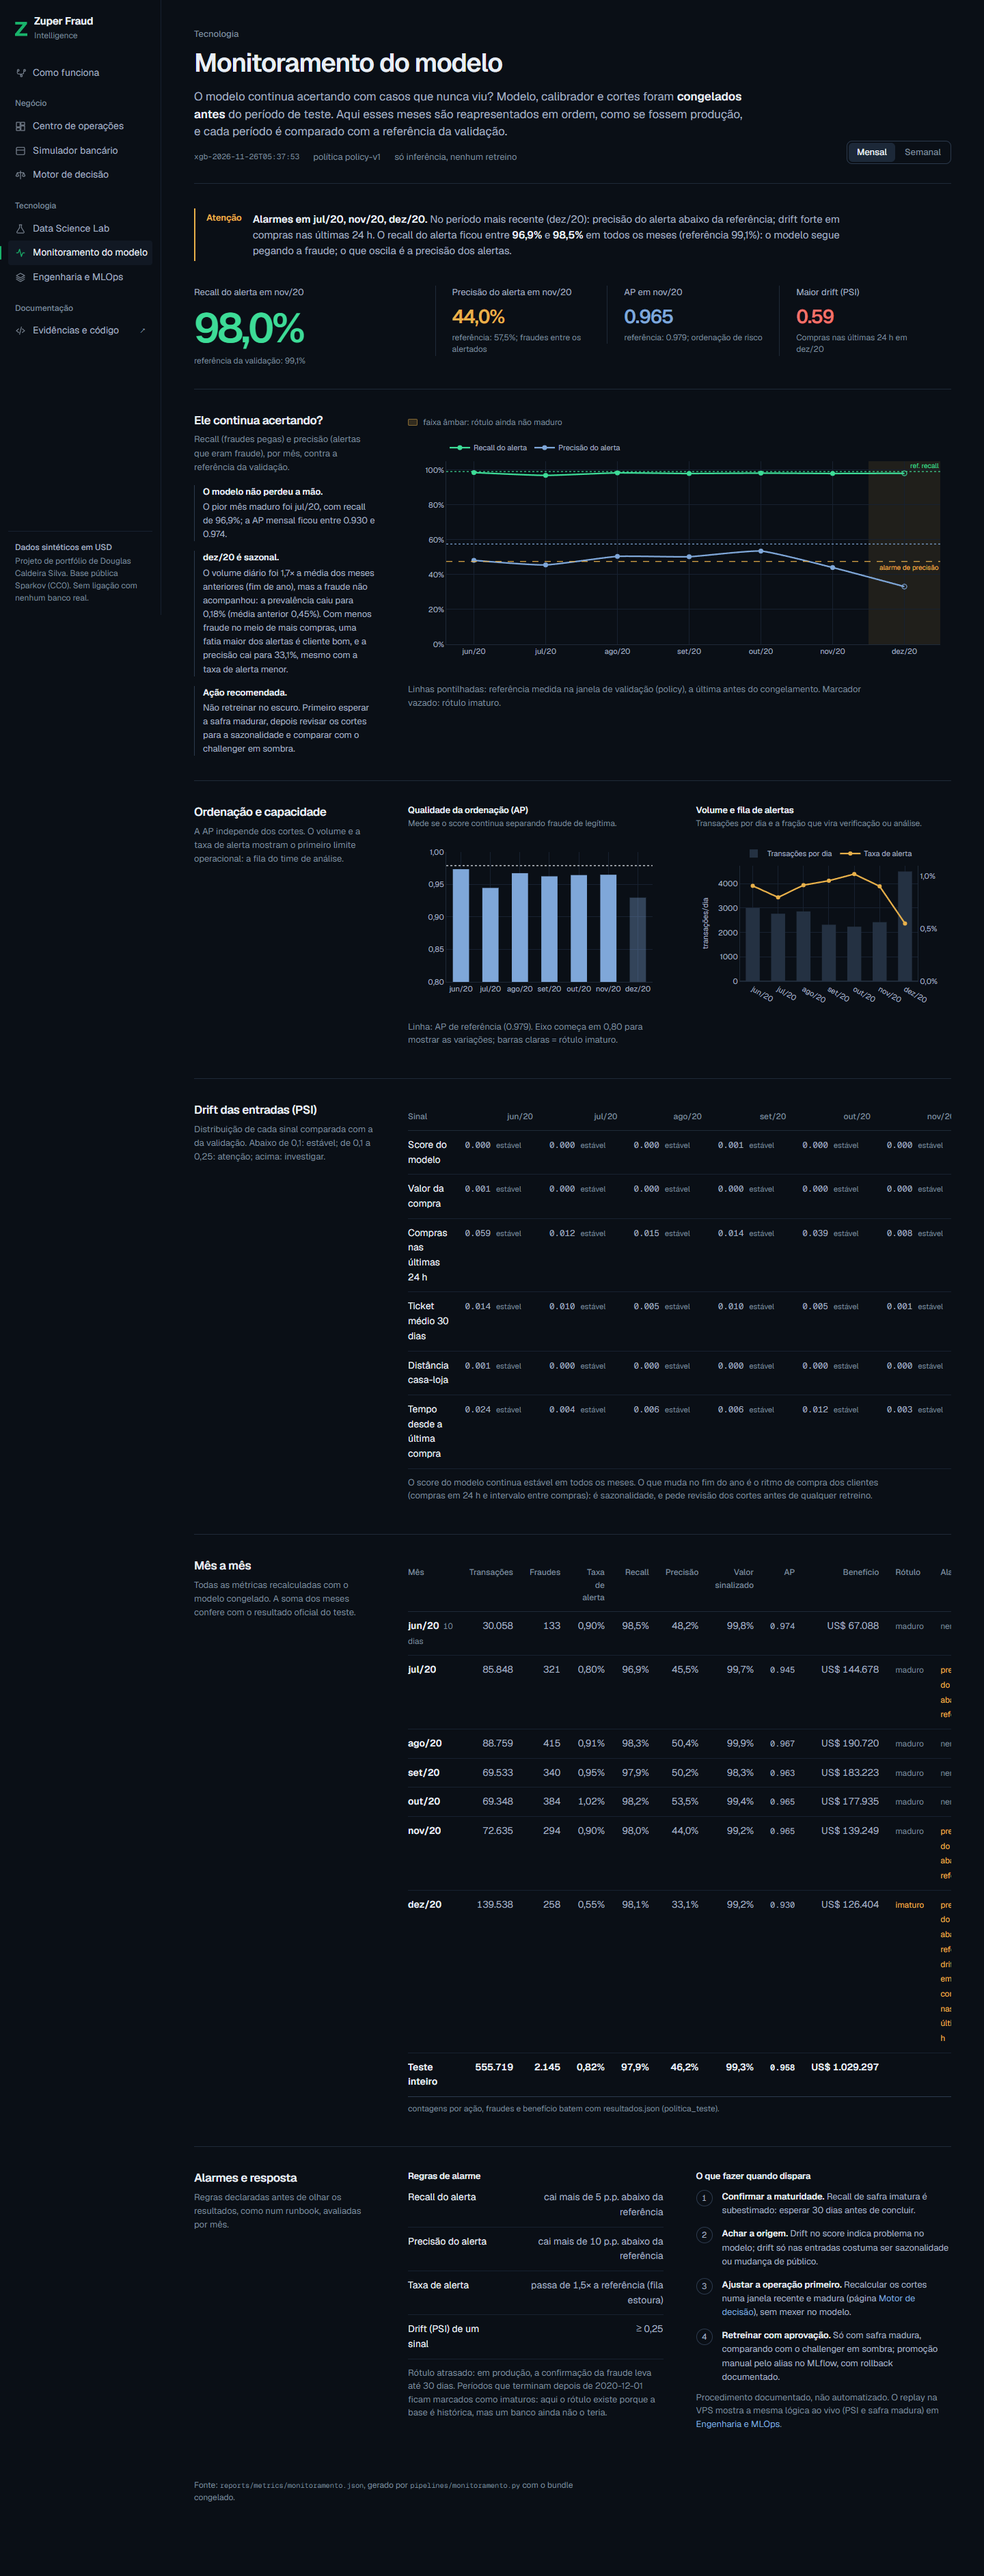 Zuper Fraud
Intelligence
Como funciona
Negócio
Centro de operações
Simulador bancário
Motor de decisão
Tecnologia
Data Science Lab
Monitoramento do modelo
Engenharia e MLOps
Documentação
Evidências e código ↗
Dados sintéticos em USD
Projeto de portfólio de Douglas
Caldeira Silva. Base pública
Sparkov (CC0). Sem ligação com
nenhum banco real.
Tecnologia
Monitoramento do modelo
O modelo continua acertando com casos que nunca viu? Modelo, calibrador e cortes foram congelados
antes do período de teste. Aqui esses meses são reapresentados em ordem, como se fossem produção,
e cada período é comparado com a referência da validação.
xgb-2026-11-26T05:37:53 política policy-v1 só inferência, nenhum retreino
Mensal Semanal
Atenção
Alarmes em jul/20, nov/20, dez/20. No período mais recente (dez/20): precisão do alerta abaixo da referência; drift forte em
compras nas últimas 24 h. O recall do alerta ficou entre 96,9% e 98,5% em todos os meses (referência 99,1%): o modelo segue
pegando a fraude; o que oscila é a precisão dos alertas.
Recall do alerta em nov/20
98,0%
referência da validação: 99,1%
Precisão do alerta em nov/20
44,0%
referência: 57,5%; fraudes entre os
alertados
AP em nov/20
0.965
referência: 0.979; ordenação de risco
Maior drift (PSI)
0.59
Compras nas últimas 24 h em
dez/20
Ele continua acertando?
Recall (fraudes pegas) e precisão (alertas
que eram fraude), por mês, contra a
referência da validação.
O modelo não perdeu a mão.
O pior mês maduro foi jul/20, com recall
de 96,9%; a AP mensal ficou entre 0.930 e
0.974.
dez/20 é sazonal.
O volume diário foi 1,7× a média dos meses
anteriores (fim de ano), mas a fraude não
acompanhou: a prevalência caiu para
0,18% (média anterior 0,45%). Com menos
fraude no meio de mais compras, uma
fatia maior dos alertas é cliente bom, e a
precisão cai para 33,1%, mesmo com a
taxa de alerta menor.
Ação recomendada.
Não retreinar no escuro. Primeiro esperar
a safra madurar, depois revisar os cortes
para a sazonalidade e comparar com o
challenger em sombra.
faixa âmbar: rótulo ainda não maduro
Recall do alerta Precisão do alerta
100%
80%
60%
40%
20%
0%
ref. recall
alarme de precisão
jun/20 jul/20 ago/20 set/20 out/20 nov/20 dez/20
Linhas pontilhadas: referência medida na janela de validação (policy), a última antes do congelamento. Marcador
vazado: rótulo imaturo.
Ordenação e capacidade
A AP independe dos cortes. O volume e a
taxa de alerta mostram o primeiro limite
operacional: a fila do time de análise.
Qualidade da ordenação (AP)
Mede se o score continua separando fraude de legítima.
1,00
0,95
0,90
0,85
0,80
jun/20 jul/20 ago/20 set/20 out/20 nov/20 dez/20
Linha: AP de referência (0.979). Eixo começa em 0,80 para
mostrar as variações; barras claras = rótulo imaturo.
Volume e fila de alertas
Transações por dia e a fração que vira verificação ou análise.
Transações por dia Taxa de alerta
transações/dia
4000
3000
2000
1000
0
1,0%
0,5%
0,0%
jun/20 jul/20 ago/20 set/20 out/20 nov/20 dez/20
Drift das entradas (PSI)
Distribuição de cada sinal comparada com a
da validação. Abaixo de 0,1: estável; de 0,1 a
0,25: atenção; acima: investigar.
Sinal jun/20 jul/20 ago/20 set/20 out/20 nov/2
Score do 0.000 estável 0.000 estável 0.000 estável 0.001 estável 0.000 estável 0.000 estável
modelo
Valor da 0.001 estável 0.000 estável 0.000 estável 0.000 estável 0.000 estável 0.000 estável
compra
Compras 0.059 estável 0.012 estável 0.015 estável 0.014 estável 0.039 estável 0.008 estável
nas
últimas
24 h
Ticket 0.014 estável 0.010 estável 0.005 estável 0.010 estável 0.005 estável 0.001 estável
médio 30
dias
Distância 0.001 estável 0.000 estável 0.000 estável 0.000 estável 0.000 estável 0.000 estável
casa-loja
Tempo 0.024 estável 0.004 estável 0.006 estável 0.006 estável 0.012 estável 0.003 estável
desde a
última
compra
O score do modelo continua estável em todos os meses. O que muda no fim do ano é o ritmo de compra dos clientes
(compras em 24 h e intervalo entre compras): é sazonalidade, e pede revisão dos cortes antes de qualquer retreino.
Mês a mês
Todas as métricas recalculadas com o
modelo congelado. A soma dos meses
confere com o resultado oficial do teste.
Mês Transações Fraudes Taxa Recall Precisão Valor AP Benefício Rótulo Ala
de sinalizado
alerta
jun/20 10 30.058 133 0,90% 98,5% 48,2% 99,8% 0.974 US$ 67.088 maduro ne
dias
jul/20 85.848 321 0,80% 96,9% 45,5% 99,7% 0.945 US$ 144.678 maduro pre
do
aba
ref
ago/20 88.759 415 0,91% 98,3% 50,4% 99,9% 0.967 US$ 190.720 maduro ne
set/20 69.533 340 0,95% 97,9% 50,2% 98,3% 0.963 US$ 183.223 maduro ne
out/20 69.348 384 1,02% 98,2% 53,5% 99,4% 0.965 US$ 177.935 maduro ne
nov/20 72.635 294 0,90% 98,0% 44,0% 99,2% 0.965 US$ 139.249 maduro pre
do
aba
ref
dez/20 139.538 258 0,55% 98,1% 33,1% 99,2% 0.930 US$ 126.404 imaturo pre
do
aba
ref
dri
em
co
na
últ
h
Teste 555.719 2.145 0,82% 97,9% 46,2% 99,3% 0.958 US$ 1.029.297
inteiro
contagens por ação, fraudes e benefício batem com resultados.json (politica_teste).
Alarmes e resposta
Regras declaradas antes de olhar os
resultados, como num runbook, avaliadas
por mês.
Regras de alarme
Recall do alerta cai mais de 5 p.p. abaixo da
referência
Precisão do alerta cai mais de 10 p.p. abaixo da
referência
Taxa de alerta passa de 1,5× a referência (fila
estoura)
Drift (PSI) de um ≥ 0,25
sinal
Rótulo atrasado: em produção, a confirmação da fraude leva
até 30 dias. Períodos que terminam depois de 2020-12-01
ficam marcados como imaturos: aqui o rótulo existe porque a
base é histórica, mas um banco ainda não o teria.
O que fazer quando dispara
1 Confirmar a maturidade. Recall de safra imatura é
subestimado: esperar 30 dias antes de concluir.
2 Achar a origem. Drift no score indica problema no
modelo; drift só nas entradas costuma ser sazonalidade
ou mudança de público.
3 Ajustar a operação primeiro. Recalcular os cortes
numa janela recente e madura (página Motor de
decisão), sem mexer no modelo.
4 Retreinar com aprovação. Só com safra madura,
comparando com o challenger em sombra; promoção
manual pelo alias no MLflow, com rollback
documentado.
Procedimento documentado, não automatizado. O replay na
VPS mostra a mesma lógica ao vivo (PSI e safra madura) em
Engenharia e MLOps.
Fonte: reports/metrics/monitoramento.json, gerado por pipelines/monitoramento.py com o bundle
congelado.